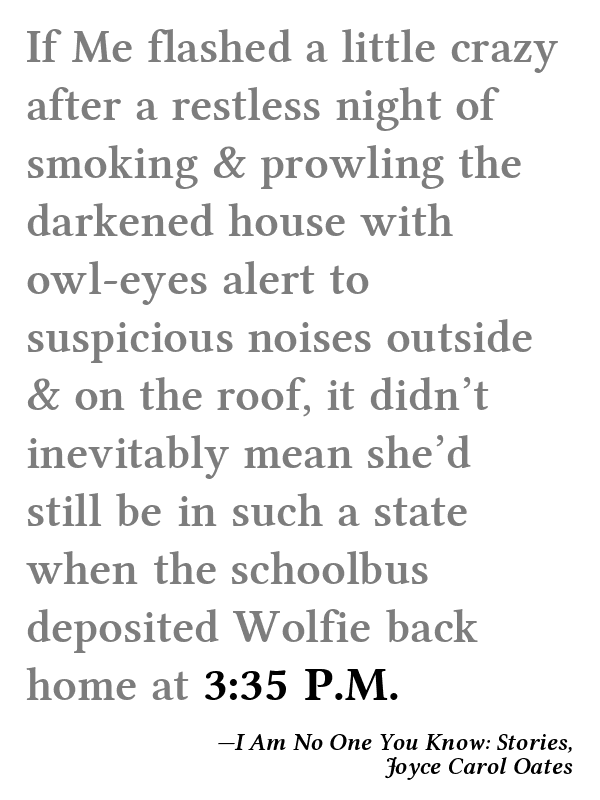 If Me flashed a little crazy
after a restless night of
smoking & prowling the
darkened house with
owl-eyes alert to
suspicious noises outside
& on the roof, it didn’t
inevitably mean she’d
still be in such a state
when the schoolbus
deposited Wolfie back
home at 3:35 P.M.
—I Am No One You Know: Stories,
Joyce Carol Oates